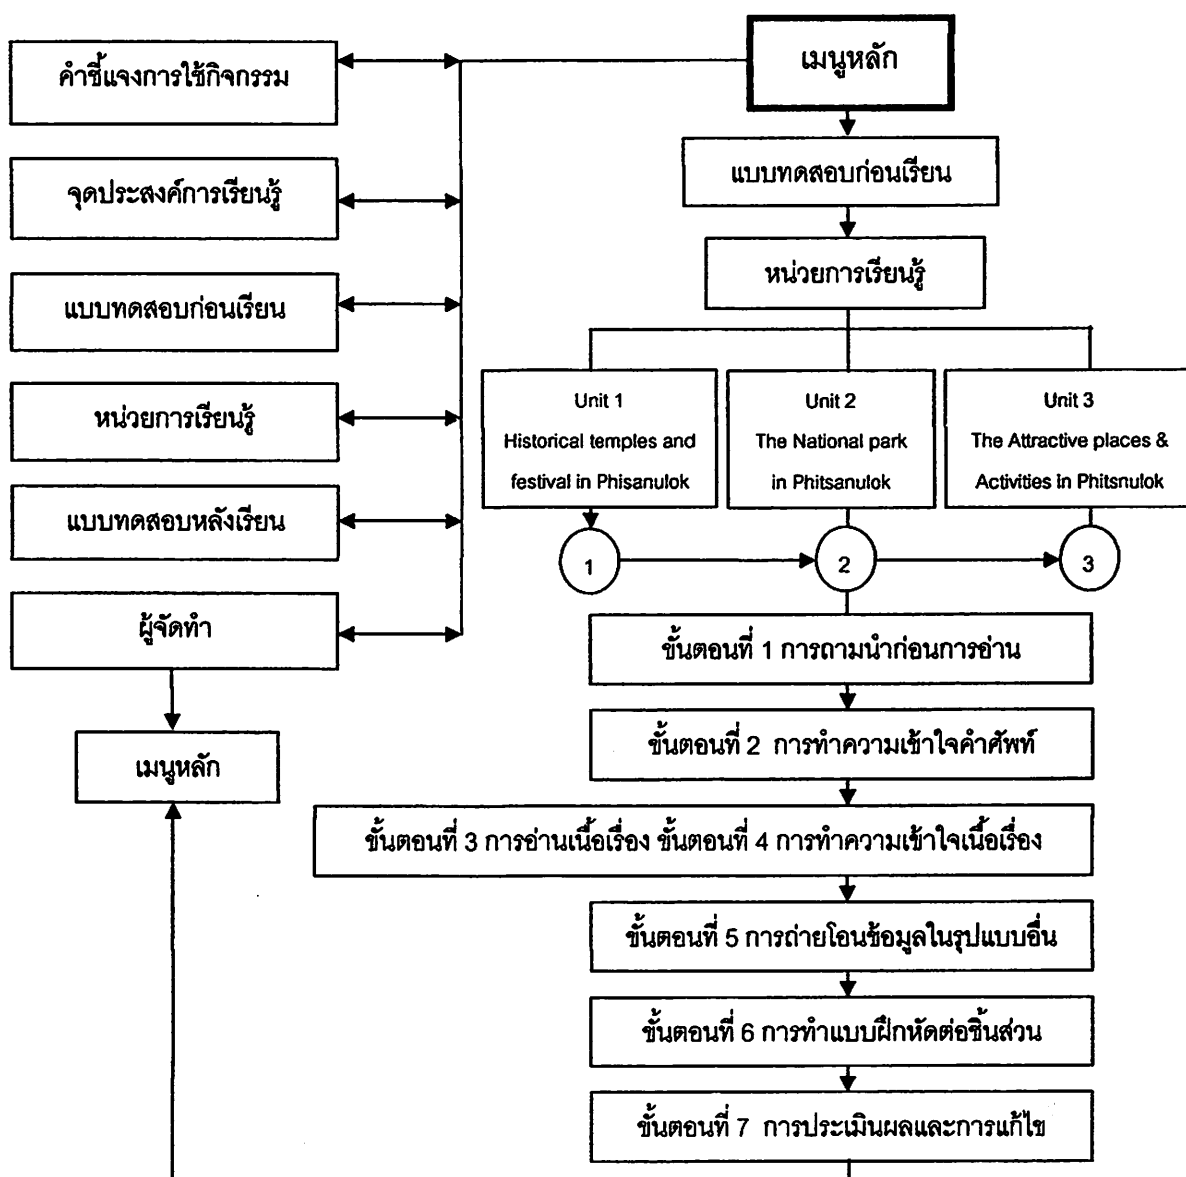 เมนูหลัก
คำชี้แจงการใช้กิจกรรม
จุดประสงค์การเรียนรู้
แบบทดสอบก่อนเรียน
หน่วยการเรียนรู้
แบบทดสอบหลังเรียน
ผู้จัดทำ
เมนูหลัก
แบบทดสอบก่อนเรียน
หน่วยการเรียนรู้
Unit 1
Historical temples and
festival in Phisanulok
Unit 2
The National park
in Phitsanulok
Unit 3
The Attractive places &
Activities in Phitsnulok
1
2
3
ขั้นตอนที่ 1 การถามนำก่อนการอ่าน
ขั้นตอนที่ 2 การทำความเข้าใจคำศัพท์
ขั้นตอนที่ 3 การอ่านเนื้อเรื่อง ขั้นตอนที่ 4 การทำความเข้าใจเนื้อเรื่อง
ขั้นตอนที่ 5 การถ่ายโอนข้อมูลในรูปแบบอื่น
ขั้นตอนที่ 6 การทำแบบฝึกหัดต่อชิ้นส่วน
ขั้นตอนที่ 7 การประเมินผลและการแก้ไข